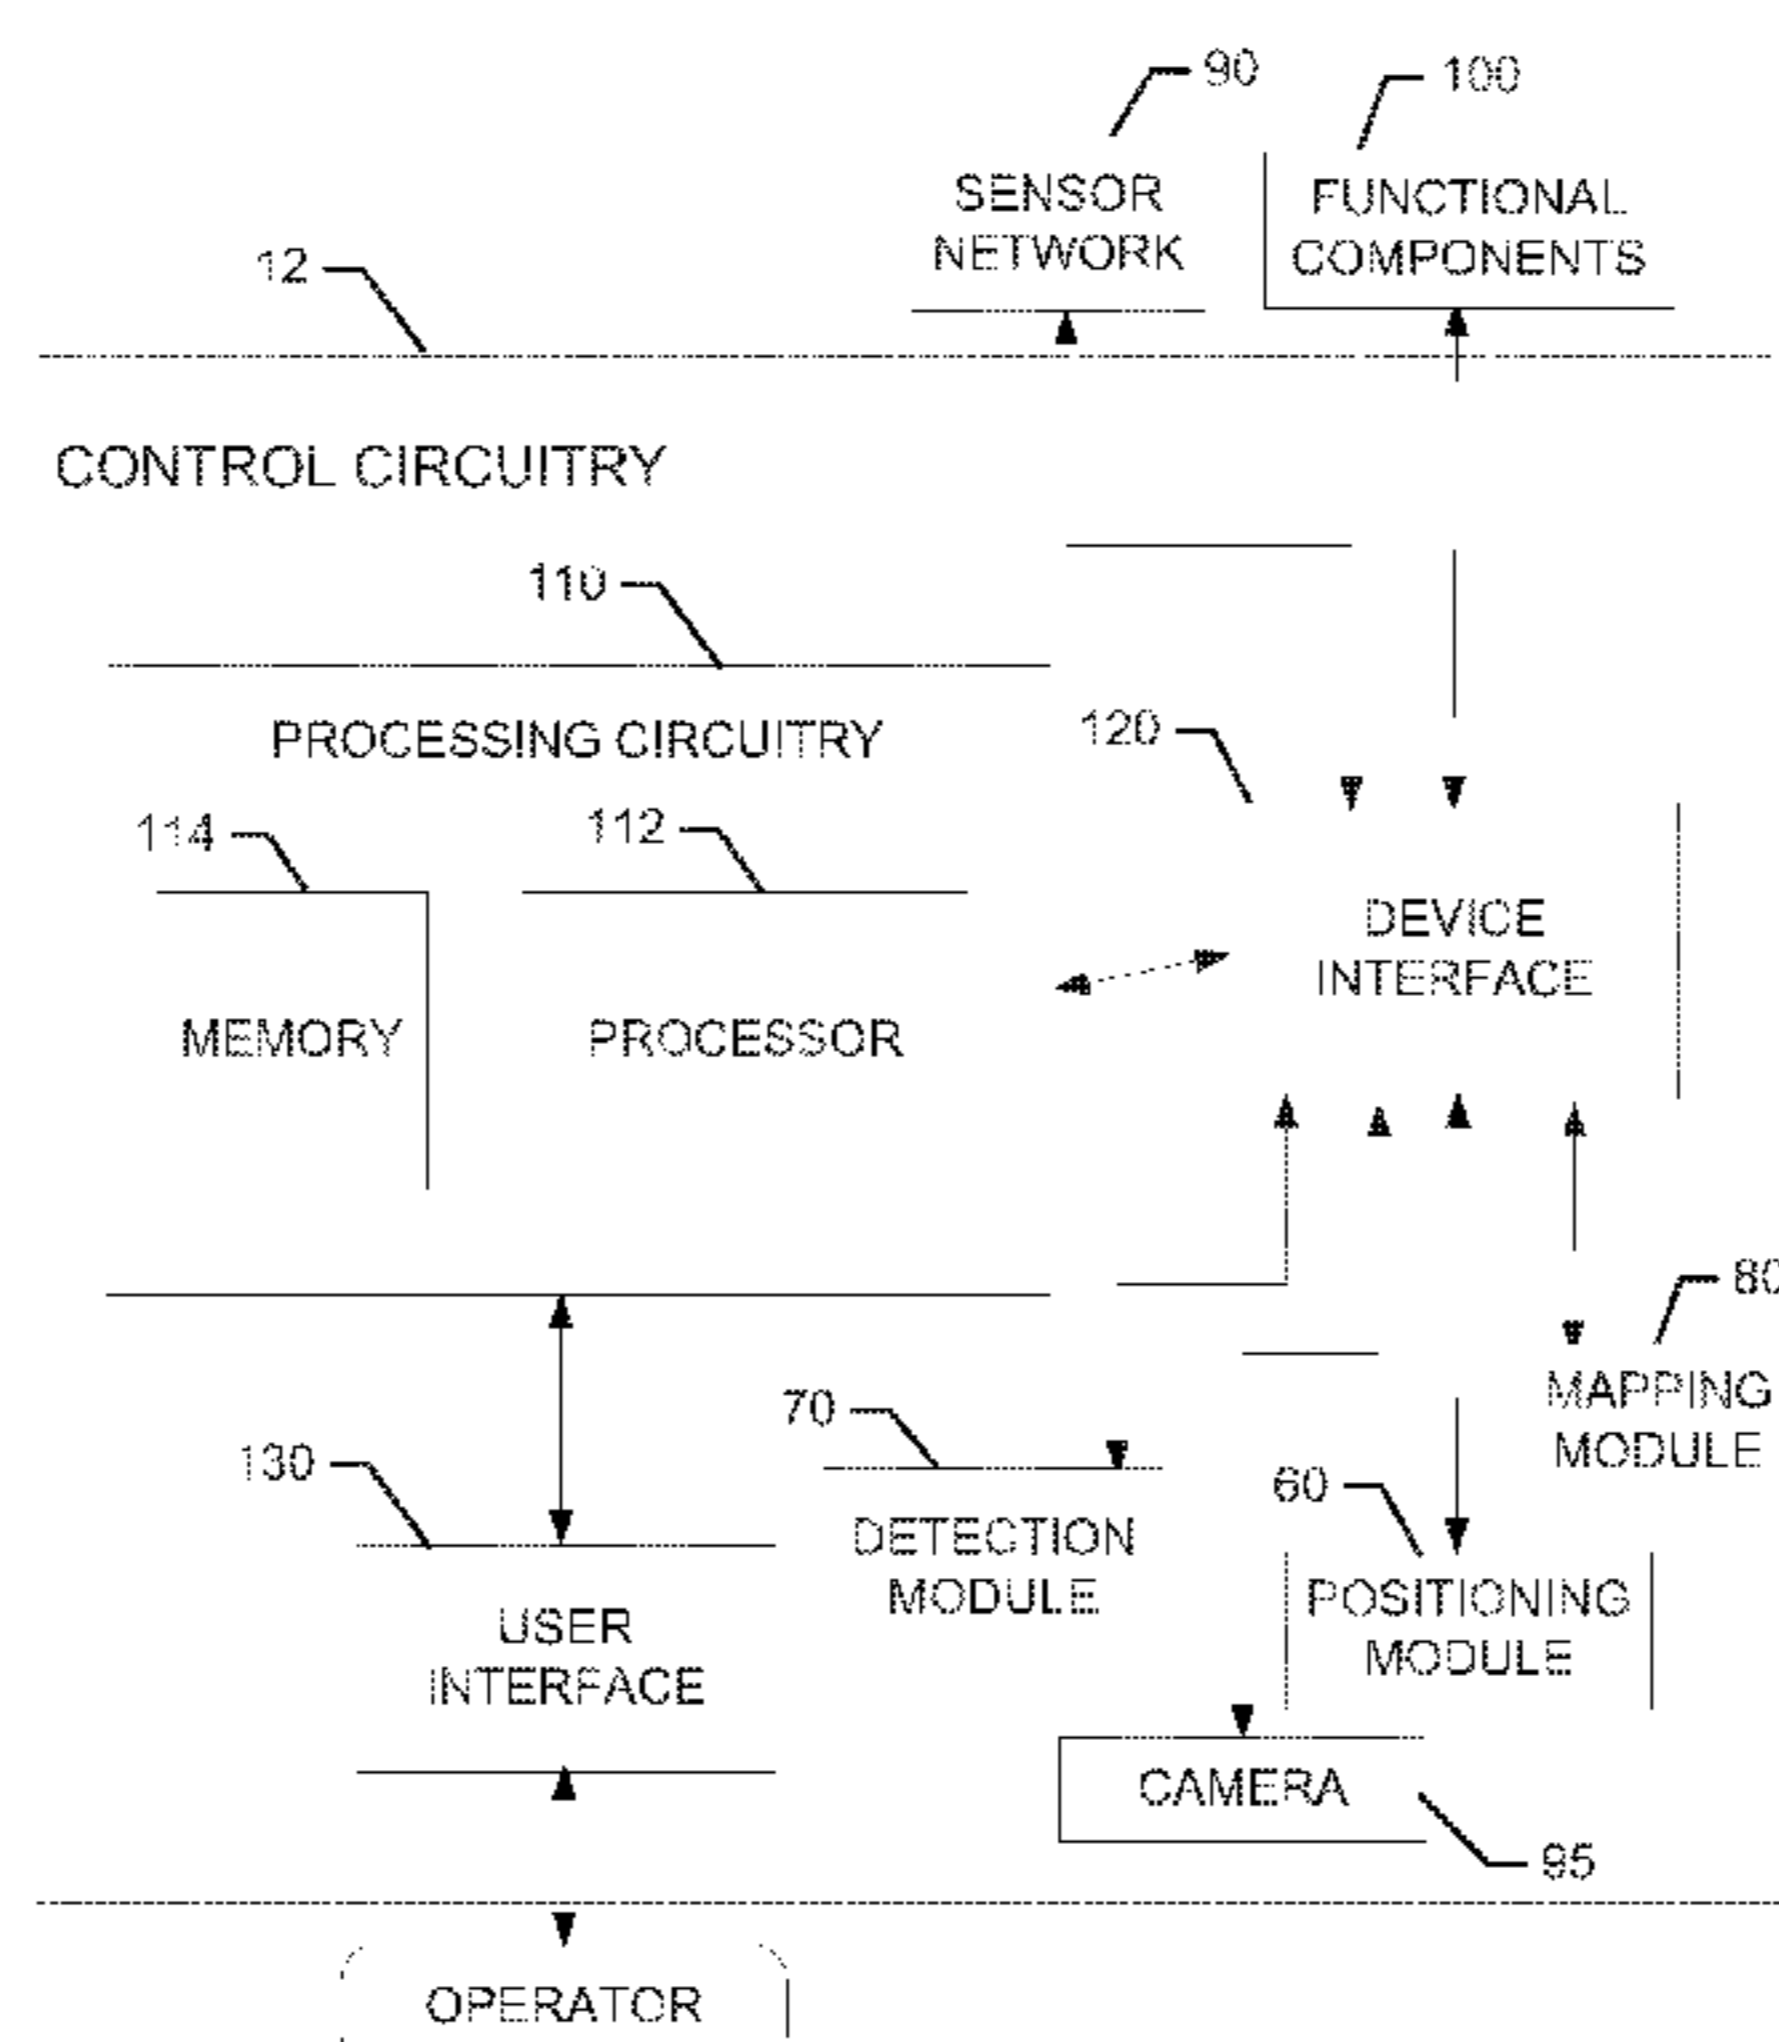 90
100
SENSOR
NETWORK
FUNCTIONAL
COMPONENTS
12
CONTROL CIRCUITRY
110
PROCESSING CIRCUITRY
120
114
112
DEVICE
INTERFACE
MEMORY
PROCESSOR
80
MAPPING
MODULE
70
130
60
DETECTION
MODULE
POSITIONING
MODULE
USER
INTERFACE
CAMERA
95
OPERATOR